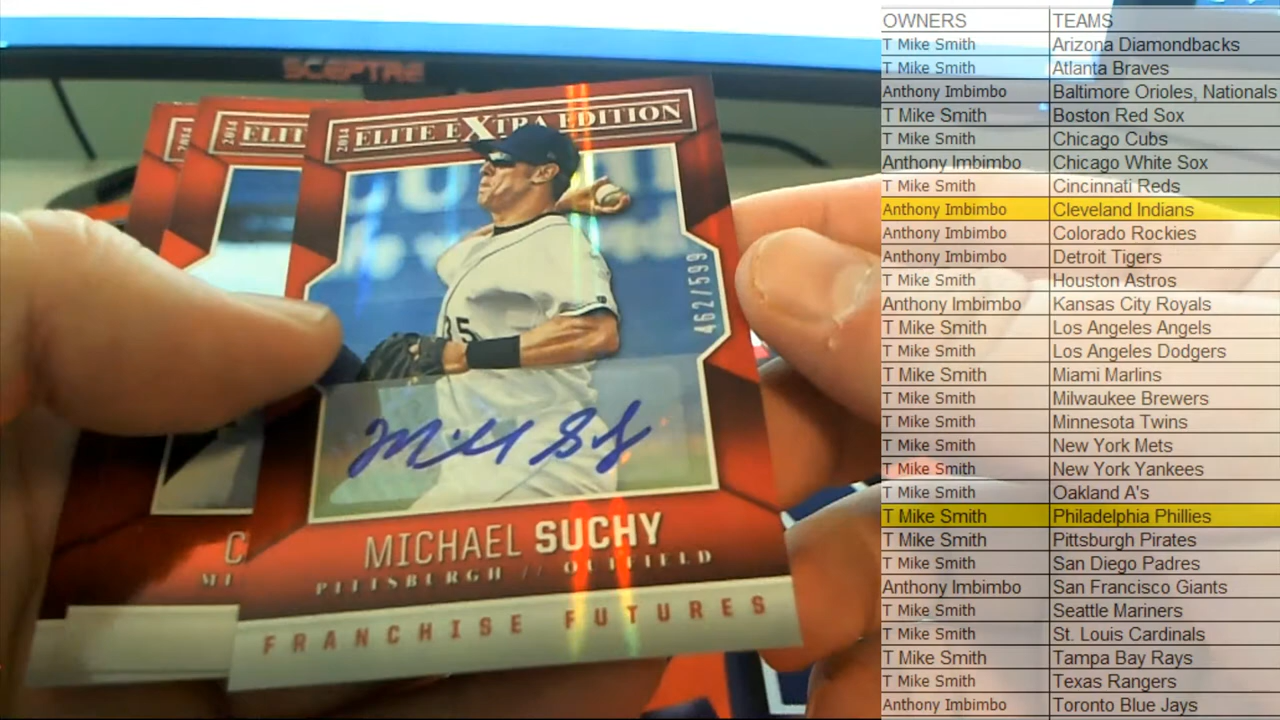 SCEPTRE
2014
2014 ELIT
2014 ELITE EXTRA EDITION
35
462/599
MICHAEL SUCHY
PITTSBURGH // OUTFIELD
FRANCHISE FUTURES
C
MI
OWNERS TEAMS
T Mike Smith Arizona Diamondbacks
T Mike Smith Atlanta Braves
Anthony Imbimbo Baltimore Orioles, Nationals
T Mike Smith Boston Red Sox
T Mike Smith Chicago Cubs
Anthony Imbimbo Chicago White Sox
T Mike Smith Cincinnati Reds
Anthony Imbimbo Cleveland Indians
Anthony Imbimbo Colorado Rockies
Anthony Imbimbo Detroit Tigers
T Mike Smith Houston Astros
Anthony Imbimbo Kansas City Royals
T Mike Smith Los Angeles Angels
T Mike Smith Los Angeles Dodgers
T Mike Smith Miami Marlins
T Mike Smith Milwaukee Brewers
T Mike Smith Minnesota Twins
T Mike Smith New York Mets
T Mike Smith New York Yankees
T Mike Smith Oakland A's
T Mike Smith Philadelphia Phillies
T Mike Smith Pittsburgh Pirates
T Mike Smith San Diego Padres
Anthony Imbimbo San Francisco Giants
T Mike Smith Seattle Mariners
T Mike Smith St. Louis Cardinals
T Mike Smith Tampa Bay Rays
T Mike Smith Texas Rangers
Anthony Imbimbo Toronto Blue Jays